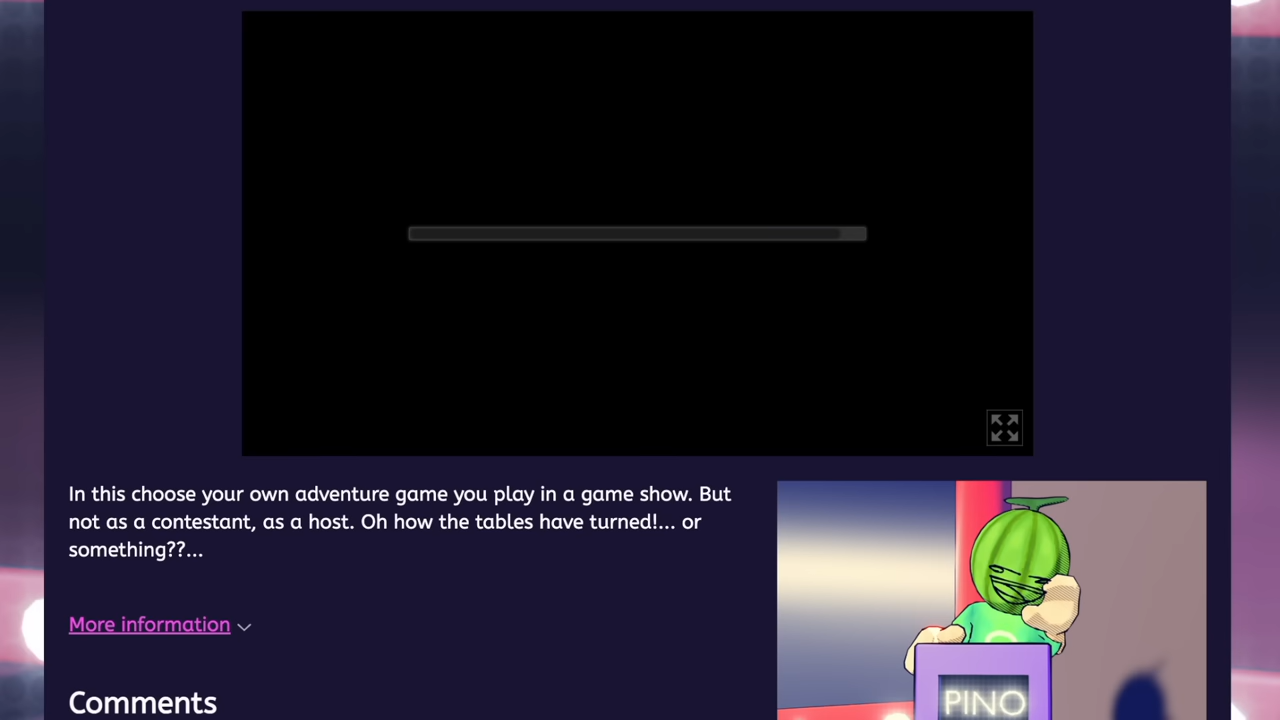 In this choose your own adventure game you play in a game show. But
not as a contestant, as a host. Oh how the tables have turned!... or
something??...
More information
Comments
PINO